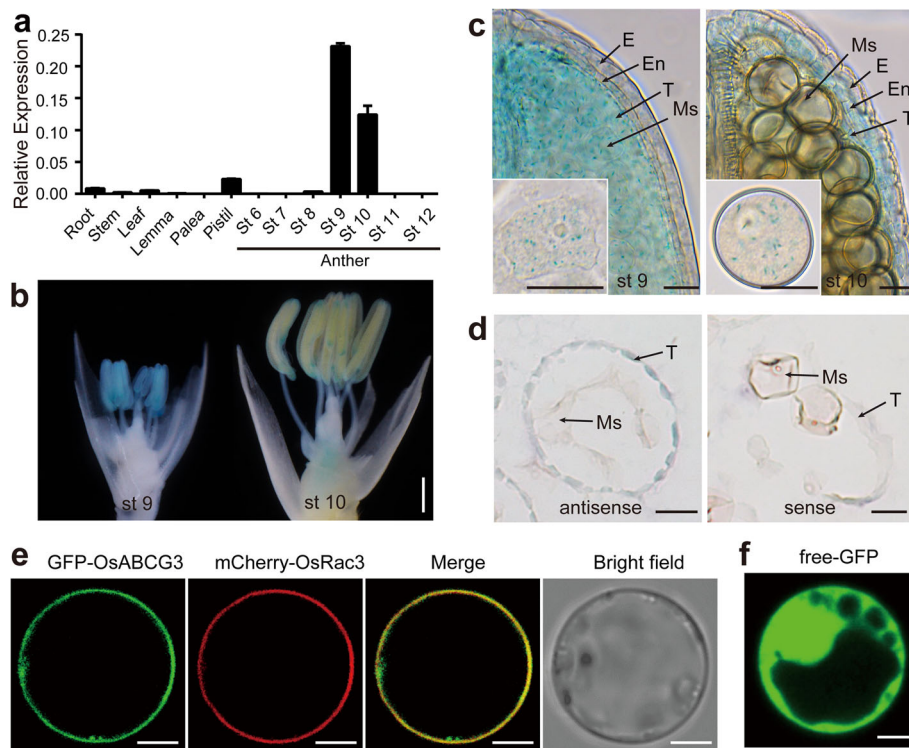 a
Relative Expression
0.25
0.20
0.15
0.10
0.05
0.00
Root
Stem
Leaf
Lemma
Palea
Pistil
St 6
St 7
St 8
St 9
St 10
St 11
St 12
Anther
b
st 9
st 10
c
E
En
T
Ms
st 9
Ms
E
En
T
st 10
d
T
Ms
antisense
Ms
T
sense
e
GFP-OsABCG3
mCherry-OsRac3
Merge
Bright field
f
free-GFP